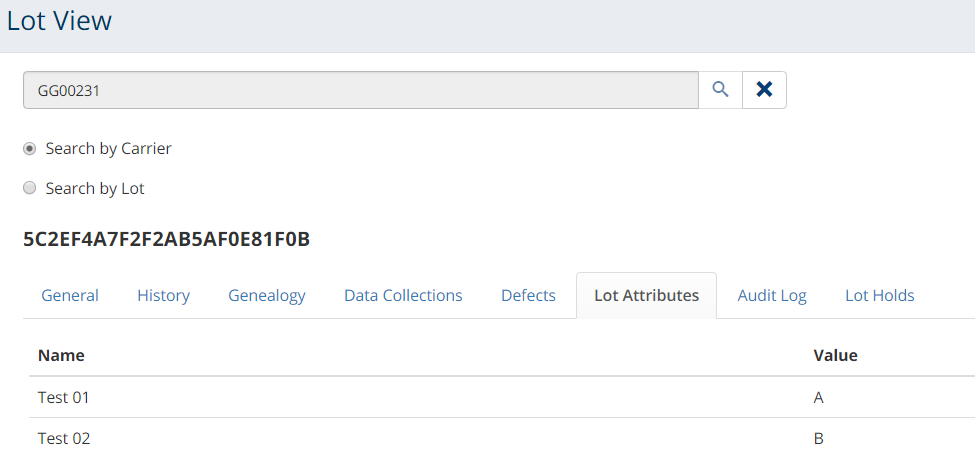 Lot View
GG00231
Search by Carrier
Search by Lot
5C2EF4A7F2F2AB5AF0E81F0B
General History Genealogy Data Collections Defects Lot Attributes Audit Log Lot Holds
Name Value
Test 01 A
Test 02 B